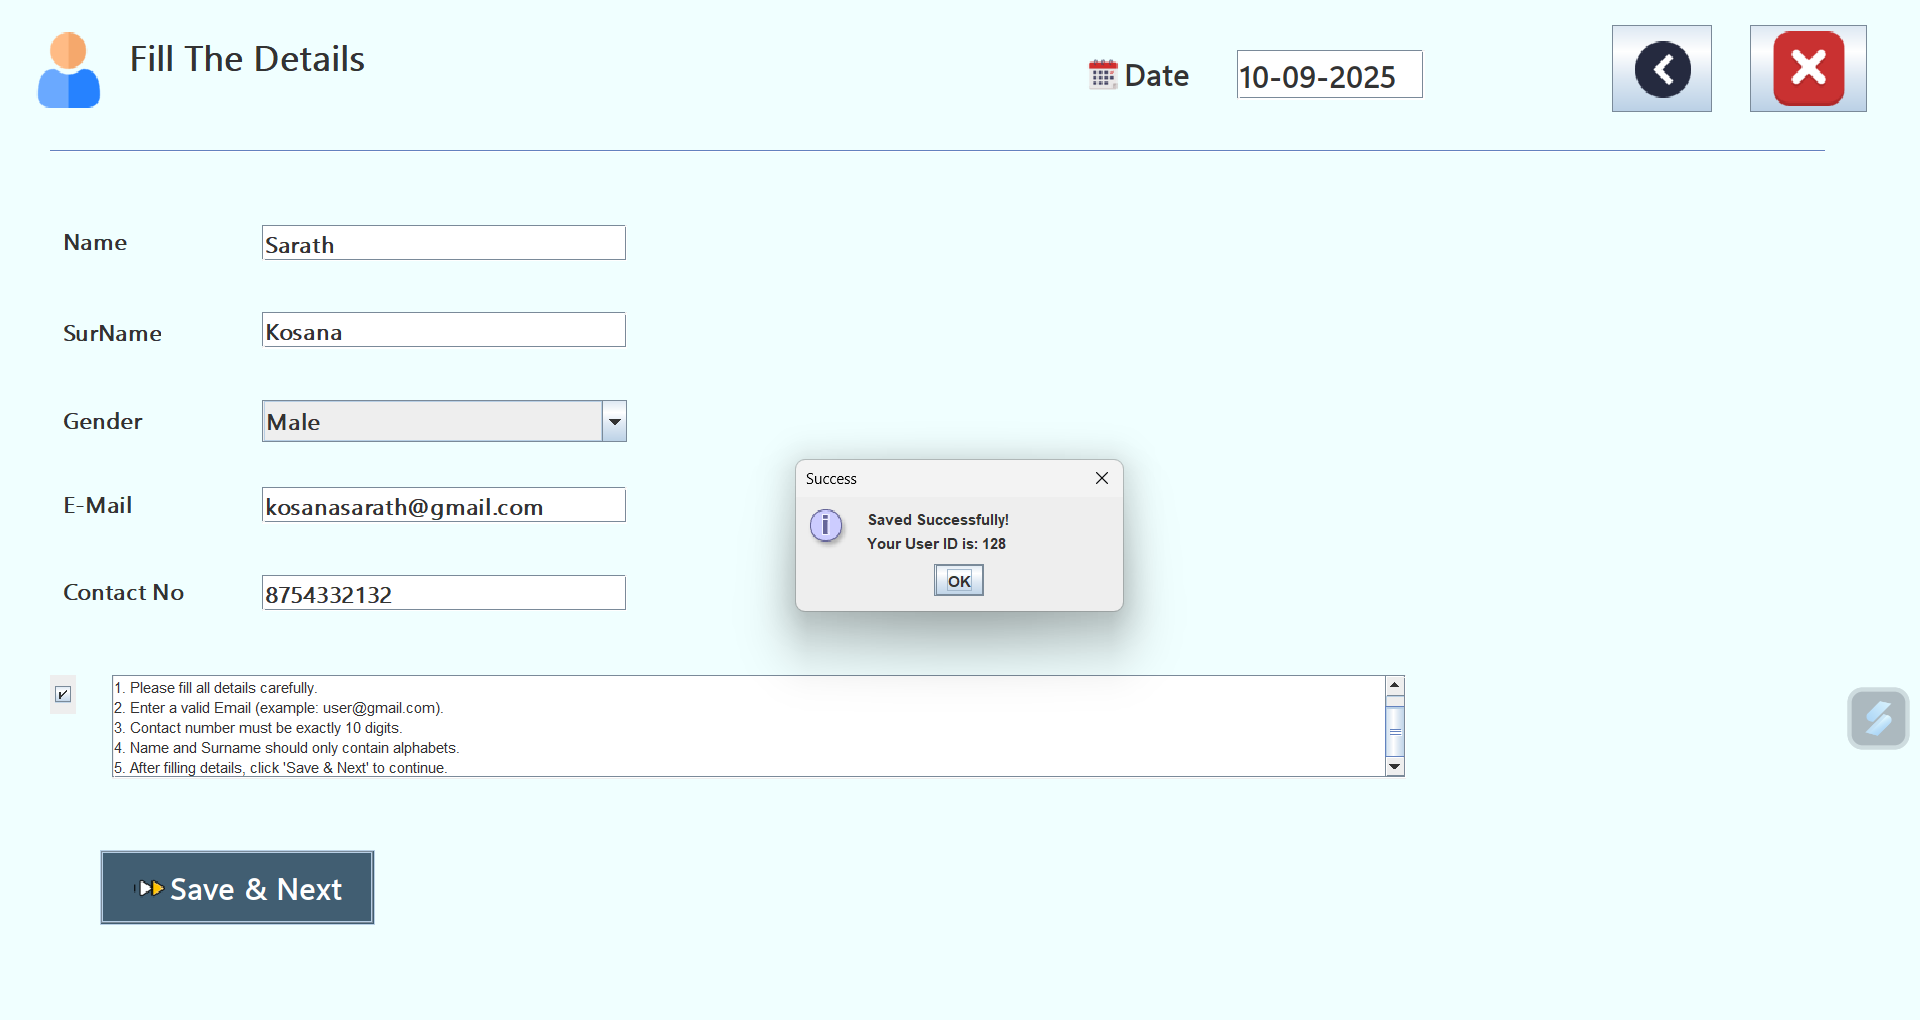 Fill The Details
Date
10-09-2025
Name
Sarath
SurName
Kosana
Gender
Male
E-Mail
kosanasarath@gmail.com
Contact No
8754332132
Success
Saved Successfully!
Your User ID is: 128
OK
1. Please fill all details carefully.
2. Enter a valid Email (example: user@gmail.com).
3. Contact number must be exactly 10 digits.
4. Name and Surname should only contain alphabets.
5. After filling details, click 'Save & Next' to continue.
Save & Next